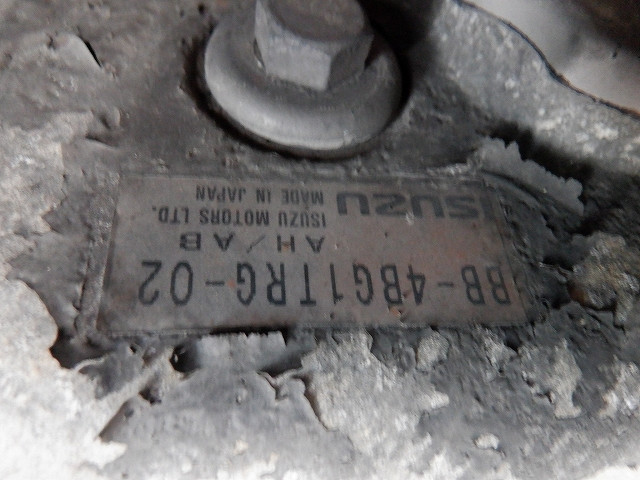 BB-4BG1TRG-02
AH/AB
ISUZU
ISUZU MOTORS LTD.
MADE IN JAPAN